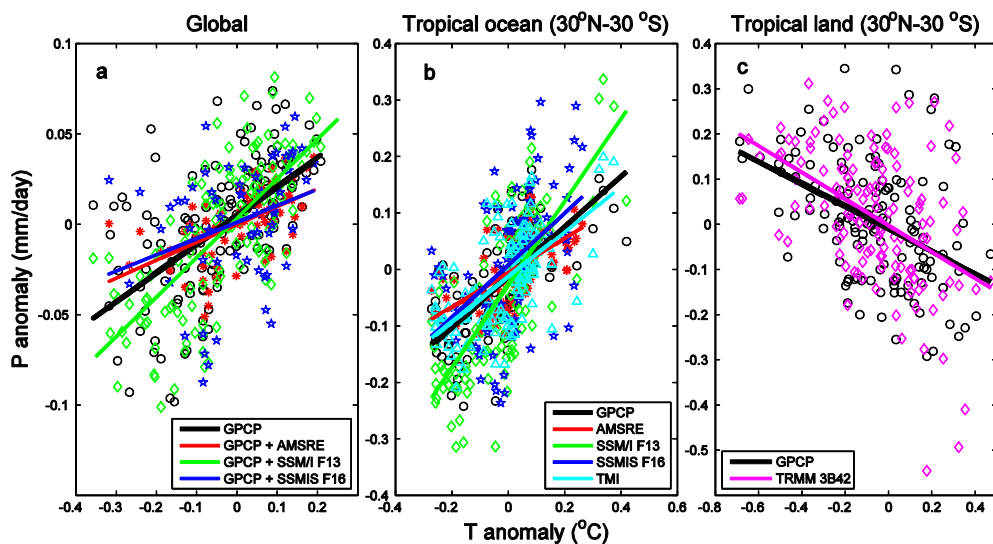 Global
Tropical ocean (30°N-30 °S)
Tropical land (30°N-30 °S)
P anomaly (mm/day)
a
0.1
0.05
0
-0.05
-0.1
-0.4 -0.3 -0.2 -0.1 0 0.1 0.2
GPCP
GPCP + AMSRE
GPCP + SSM/I F13
GPCP + SSMIS F16
b
0.4
0.3
0.2
0.1
0
-0.1
-0.2
-0.3
-0.4
-0.4 -0.2 0 0.2 0.4 0.6
GPCP
AMSRE
SSM/I F13
SSMIS F16
TMI
c
0.4
0.3
0.2
0.1
0
-0.1
-0.2
-0.3
-0.4
-0.5
-0.8 -0.6 -0.4 -0.2 0 0.2 0.4
GPCP
TRMM 3B42
T anomaly (°C)